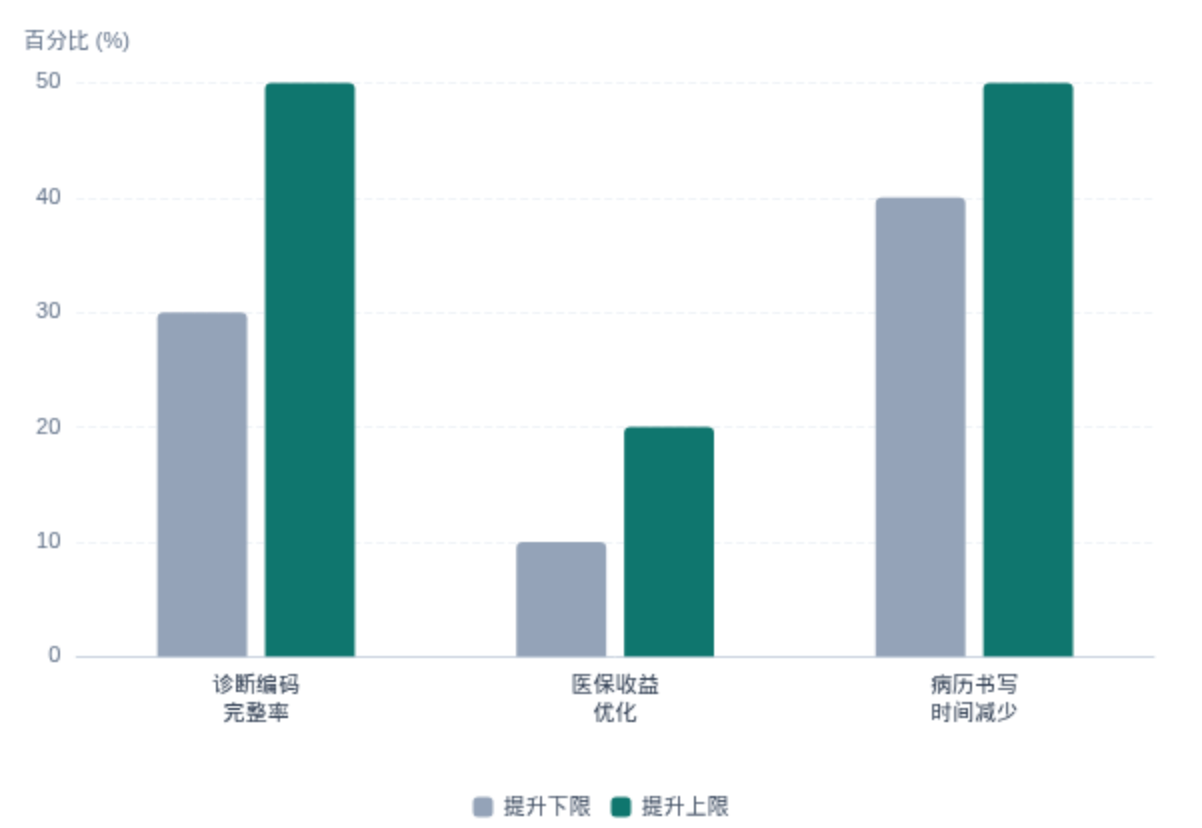 百分比 (%)
50
40
30
20
10
0
诊断编码
完整率
医保收益
优化
病历书写
时间减少
提升下限
提升上限